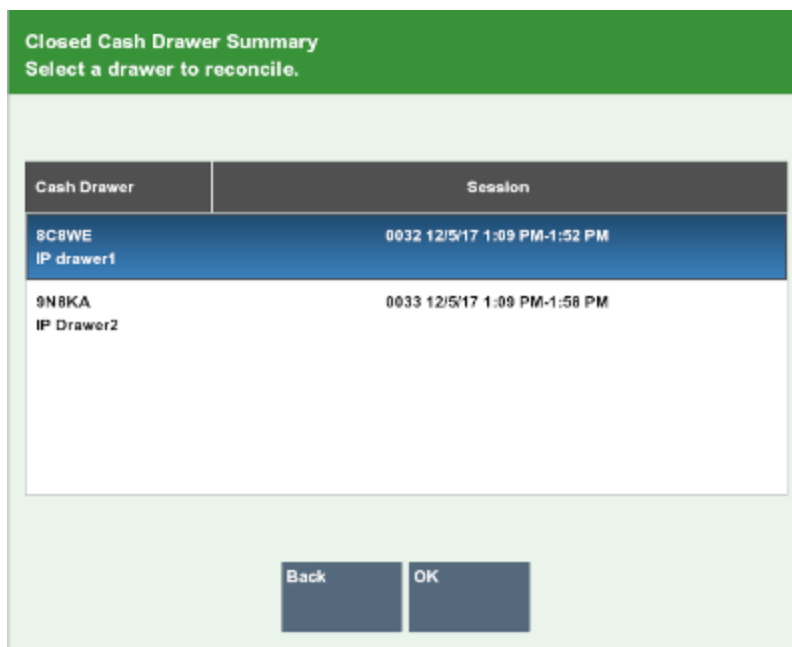 Closed Cash Drawer Summary
Select a drawer to reconcile.
Cash Drawer Session
8C8WE 0032 12/5/17 1:09 PM-1:52 PM
IP drawer1
9N8KA 0033 12/5/17 1:09 PM-1:58 PM
IP Drawer2
Back OK